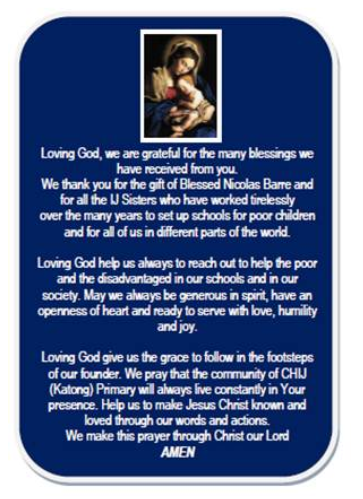 Loving God, we are grateful for the many blessings we
have received from you.
We thank you for the gift of Blessed Nicolas Barre and
for all the IJ Sisters who have worked tirelessly
over the many years to set up schools for poor children
and for all of us in different parts of the world.
Loving God help us always to reach out to help the poor
and the disadvantaged in our schools and in our
society. May we always be generous in spirit, have an
openness of heart and ready to serve with love, humility
and joy.
Loving God give us the grace to follow in the footsteps
of our founder. We pray that the community of CHIJ
(Katong) Primary will always live constantly in Your
presence. Help us to make Jesus Christ known and
loved through our words and actions.
We make this prayer through Christ our Lord
AMEN